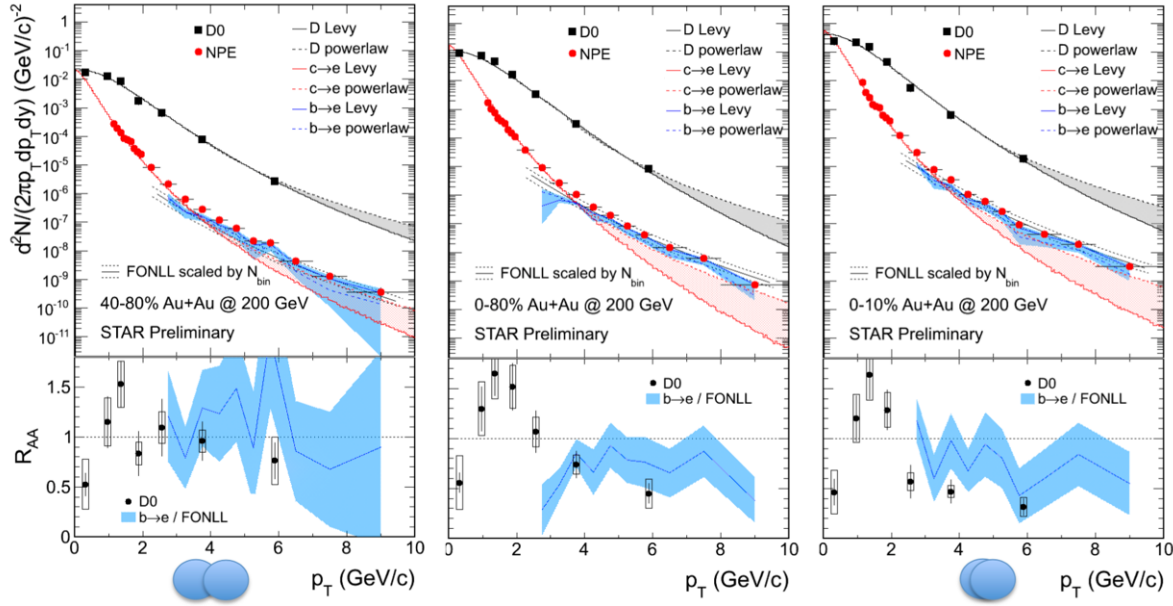 d²N/(2πp_T dp_T dy) (GeV/c)⁻²
1
10⁻¹
10⁻²
10⁻³
10⁻⁴
10⁻⁵
10⁻⁶
10⁻⁷
10⁻⁸
10⁻⁹
10⁻¹⁰
10⁻¹¹
D0
NPE
D Levy
D powerlaw
c→e Levy
c→e powerlaw
b→e Levy
b→e powerlaw
FONLL scaled by N_bin
40-80% Au+Au @ 200 GeV
STAR Preliminary
D0
NPE
D Levy
D powerlaw
c→e Levy
c→e powerlaw
b→e Levy
b→e powerlaw
FONLL scaled by N_bin
0-80% Au+Au @ 200 GeV
STAR Preliminary
D0
NPE
D Levy
D powerlaw
c→e Levy
c→e powerlaw
b→e Levy
b→e powerlaw
FONLL scaled by N_bin
0-10% Au+Au @ 200 GeV
STAR Preliminary
R_AA
1.5
1
0.5
0
D0
b→e / FONLL
0 2 4 6 8 10
p_T (GeV/c)
D0
b→e / FONLL
0 2 4 6 8 10
p_T (GeV/c)
D0
b→e / FONLL
0 2 4 6 8 10
p_T (GeV/c)